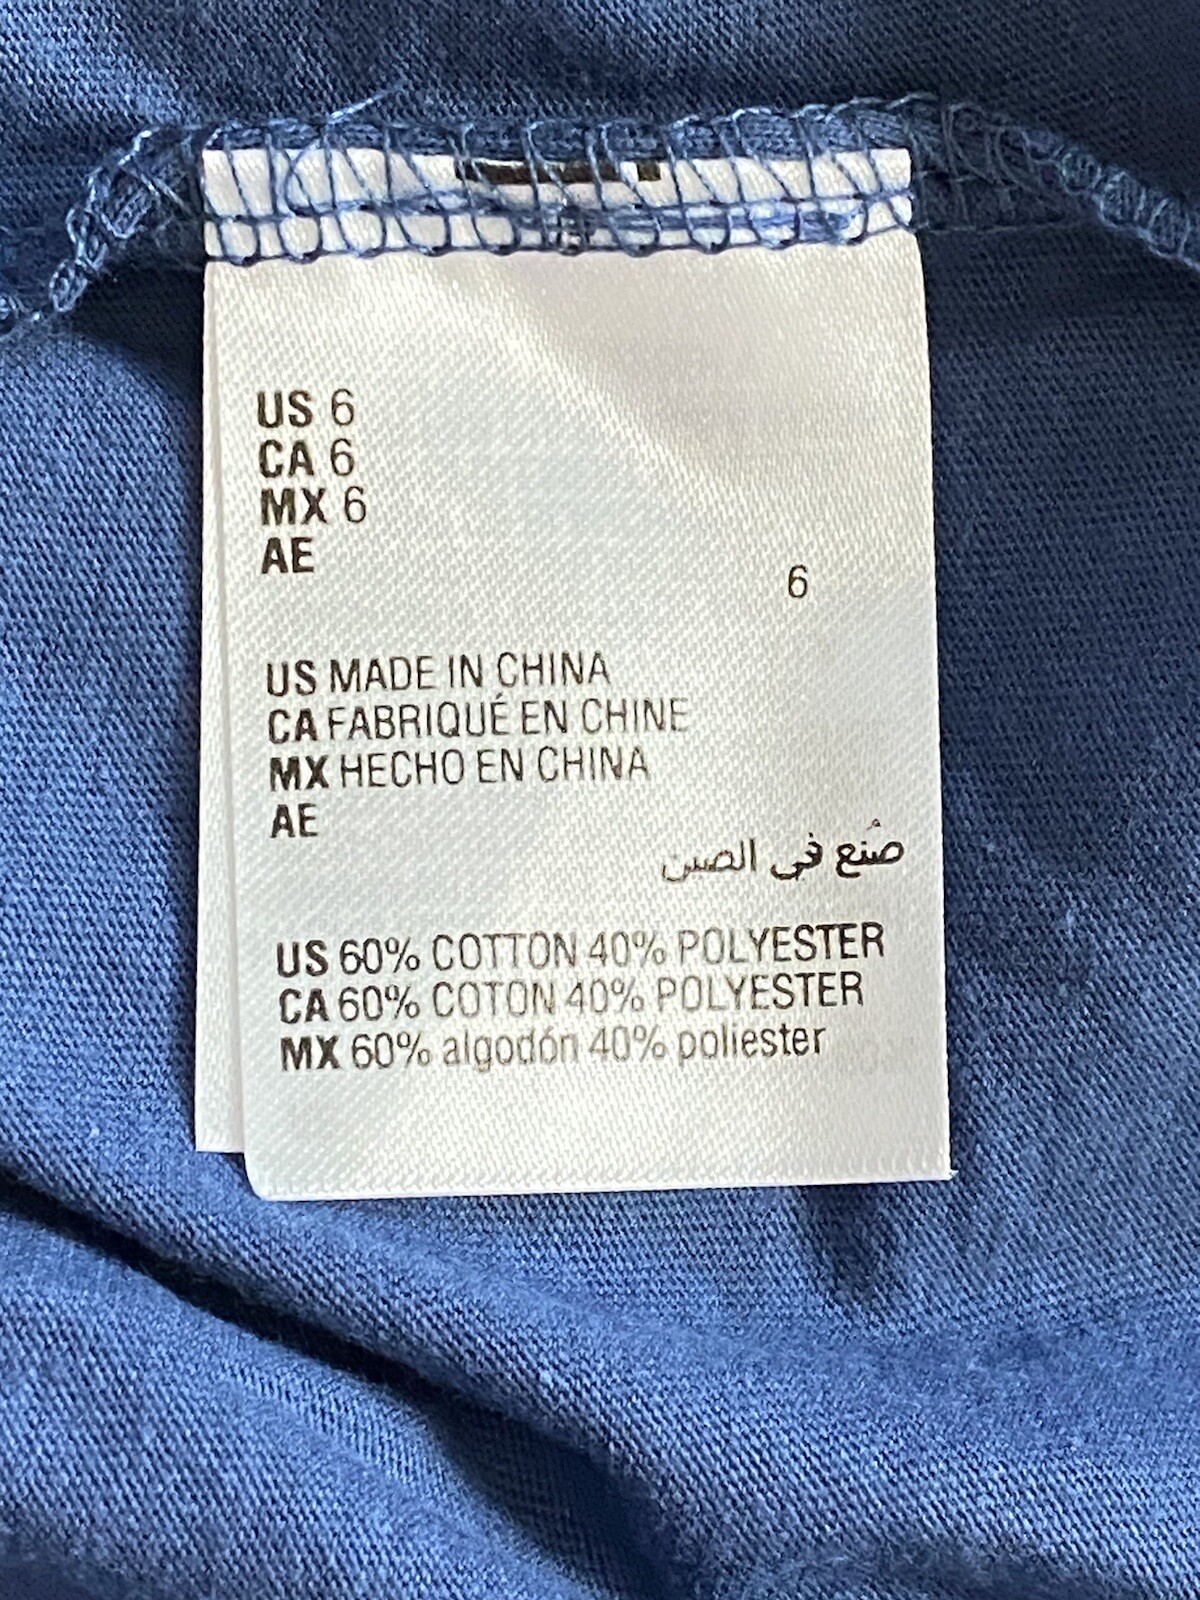 US 6
CA 6
MX 6
AE
6
US MADE IN CHINA
CA FABRIQUÉ EN CHINE
MX HECHO EN CHINA
AE
صُنع في الصين
US 60% COTTON 40% POLYESTER
CA 60% COTON 40% POLYESTER
MX 60% algodón 40% poliester